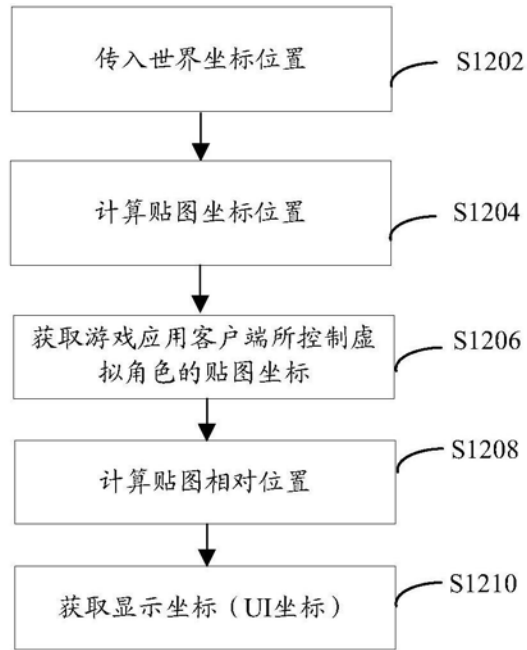 传入世界坐标位置
S1202
计算贴图坐标位置
S1204
获取游戏应用客户端所控制虚
拟角色的贴图坐标
S1206
计算贴图相对位置
S1208
获取显示坐标（UI坐标）
S1210